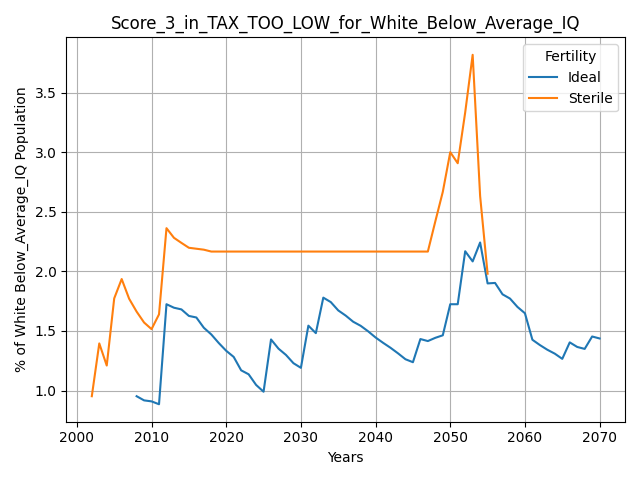 Score_3_in_TAX_TOO_LOW_for_White_Below_Average_IQ
Fertility
Ideal
Sterile
% of White Below_Average_IQ Population
3.5
3.0
2.5
2.0
1.5
1.0
2000 2010 2020 2030 2040 2050 2060 2070
Years